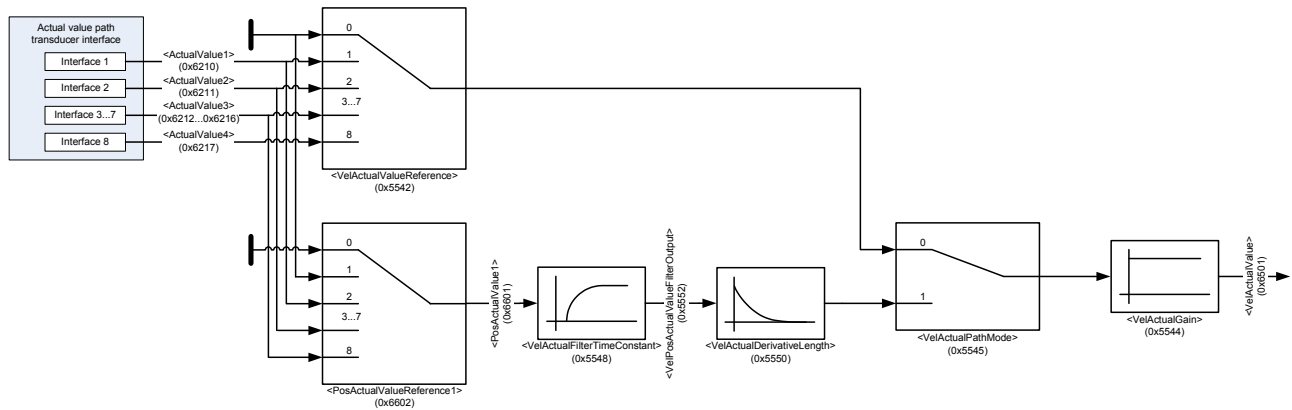 Actual value path
transducer interface
Interface 1
Interface 2
Interface 3...7
Interface 8
<ActualValue1>
(0x6210)
<ActualValue2>
(0x6211)
<ActualValue3>
(0x6212...0x6216)
<ActualValue4>
(0x6217)
0
1
2
3...7
8
<VelActualValueReference>
(0x5542)
0
1
2
3...7
8
<PosActualValueReference1>
(0x6602)
<PosActualValue1>
(0x6601)
<VelActualFilterTimeConstant>
(0x5548)
<VelPosActualValueFilterOutput>
(0x5552)
<VelActualDerivativeLength>
(0x5550)
0
1
<VelActualPathMode>
(0x5545)
<VelActualGain>
(0x5544)
<VelActualValue>
(0x6501)